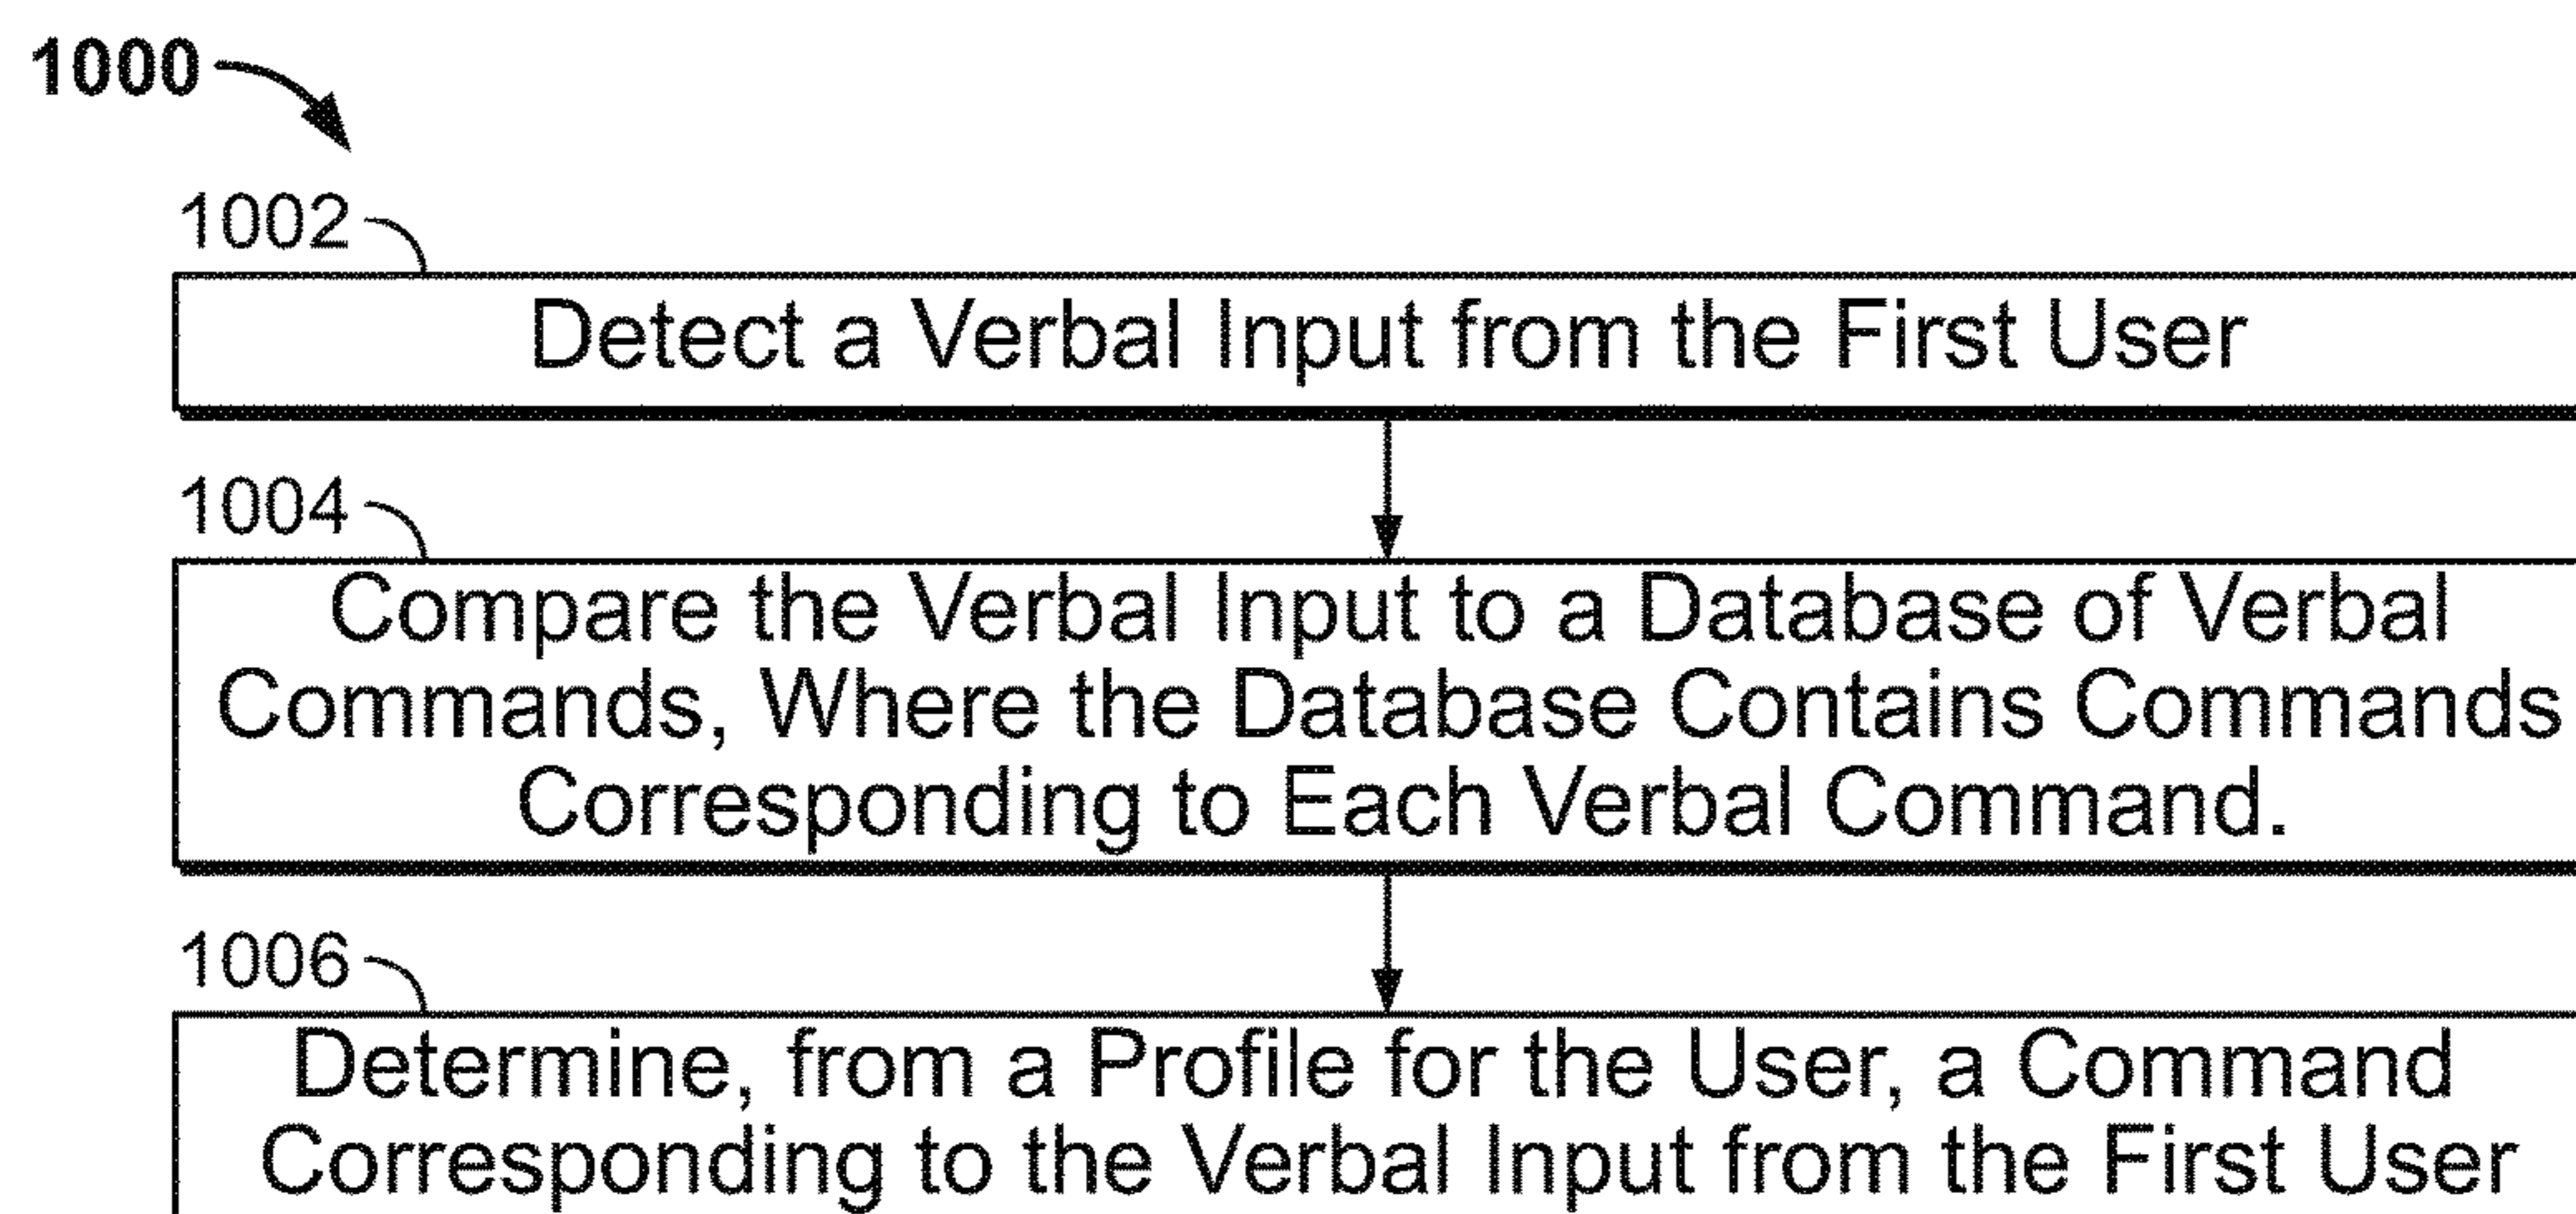 1000
1002
Detect a Verbal Input from the First User
1004
Compare the Verbal Input to a Database of Verbal
Commands, Where the Database Contains Commands
Corresponding to Each Verbal Command.
1006
Determine, from a Profile for the User, a Command
Corresponding to the Verbal Input from the First User